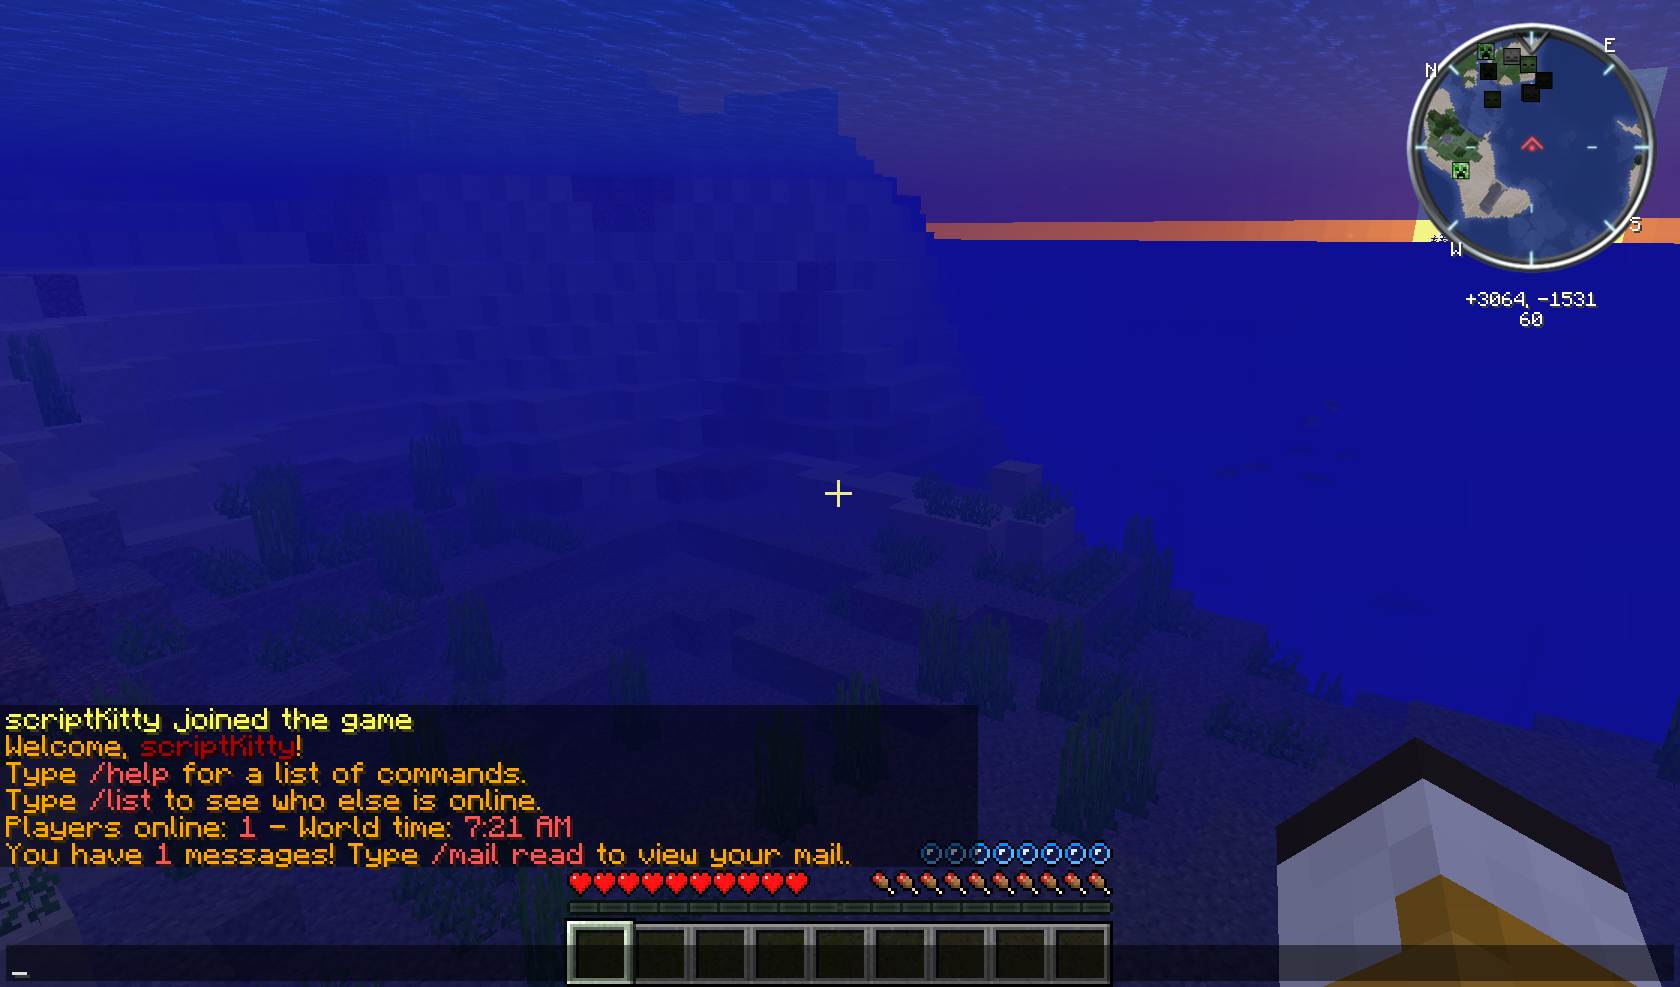 N
E
S
W
+3064, -1531
60
scriptKitty joined the game
Welcome, scriptKitty!
Type /help for a list of commands.
Type /list to see who else is online.
Players online: 1 - World time: 7:21 AM
You have 1 messages! Type /mail read to view your mail.
_